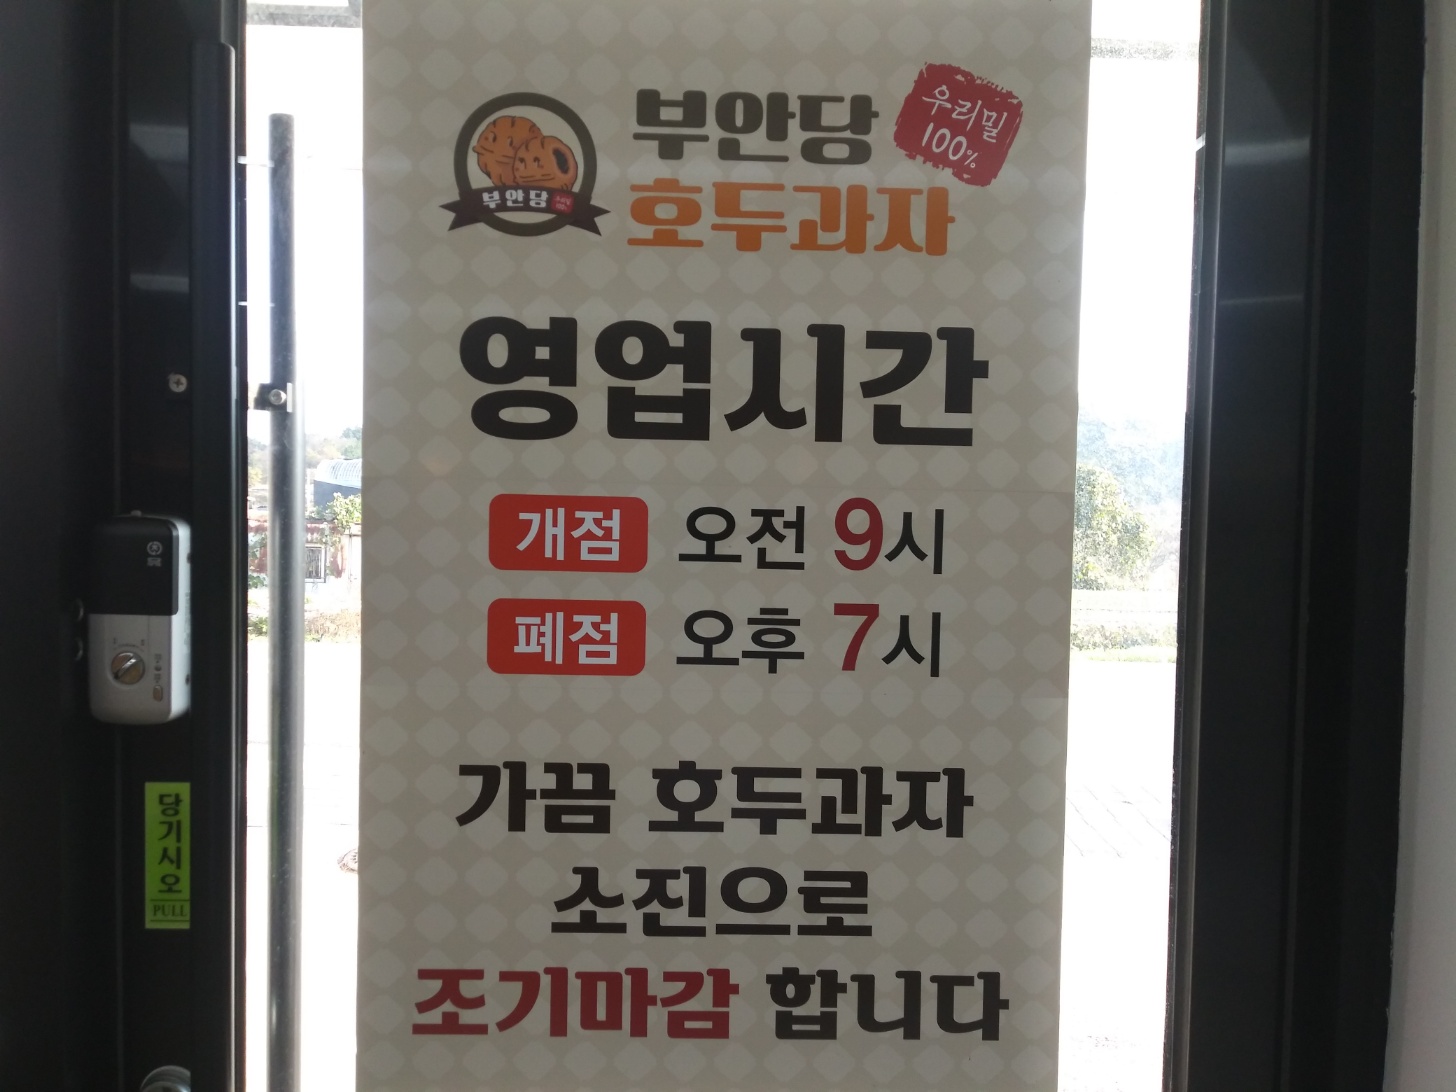 부안당
호두과자
우리밀
100%
부안당
영업시간
개점 오전 9시
폐점 오후 7시
가끔 호두과자
소진으로
조기마감 합니다
당기시오
PULL